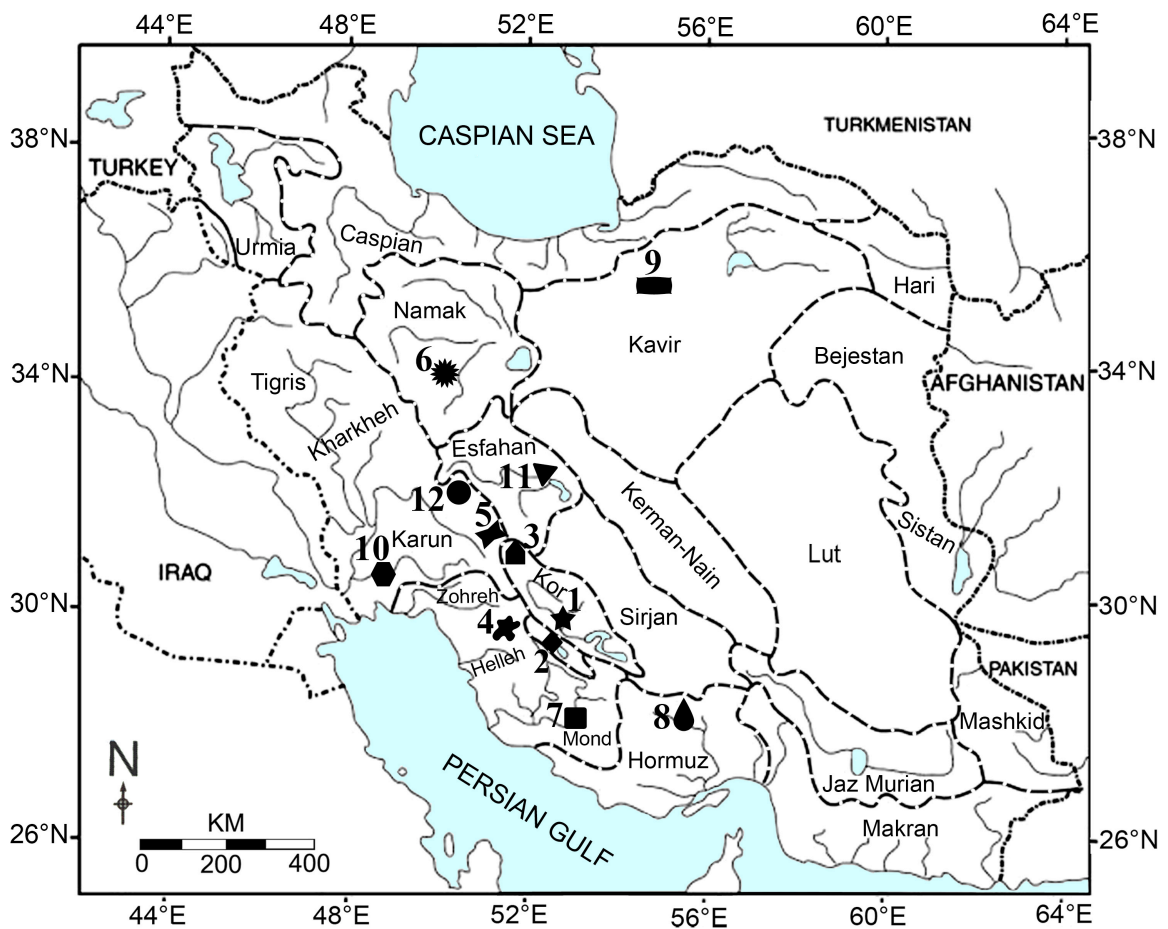 44°E 48°E 52°E 56°E 60°E 64°E
CASPIAN SEA
TURKMENISTAN
38°N 38°N
TURKEY
Urmia
Caspian
9
Hari
Namak
Kavir
Bejestan
6
34°N 34°N
Tigris
AFGHANISTAN
Kharkheh
Esfahan
11
12
5
Kerman-Nain
3
Sistan
10
Karun
Lut
IRAQ
Kor
Zohreh
1
30°N 30°N
Sirjan
4
2
Helleh
PAKISTAN
7
8
Mashkid
Mond
N
Hormuz
PERSIAN GULF
Jaz Murian
KM
Makran
26°N 26°N
0 200 400
44°E 48°E 52°E 56°E 60°E 64°E